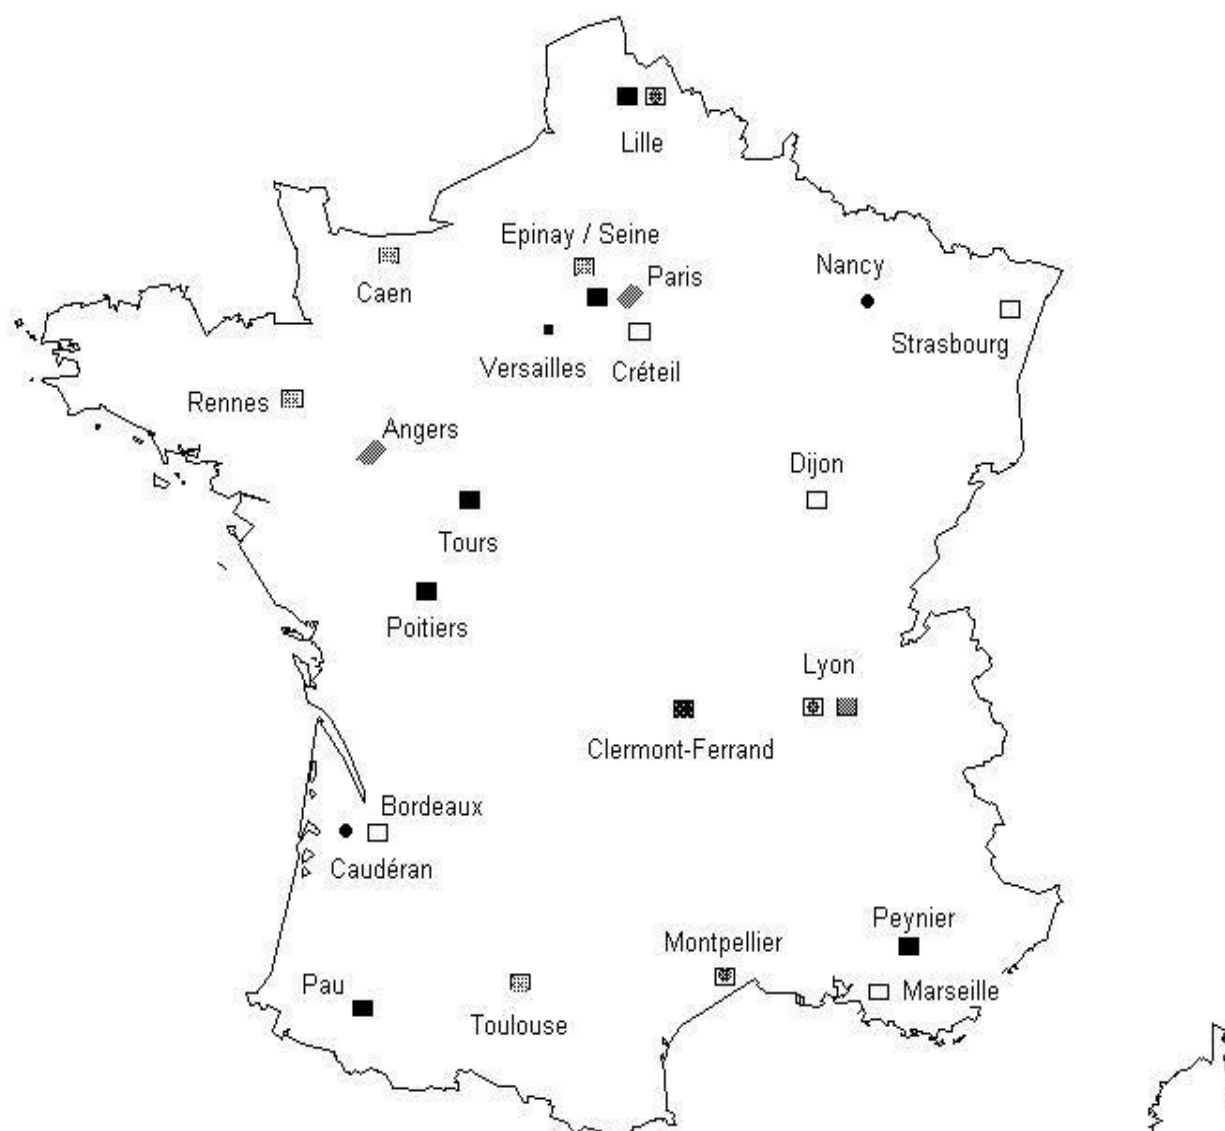 Lille
Epinay / Seine
Paris
Nancy
Caen
Strasbourg
Versailles
Créteil
Rennes
Angers
Dijon
Tours
Poitiers
Lyon
Clermont-Ferrand
Bordeaux
Caudéran
Peynier
Montpellier
Pau
Marseille
Toulouse